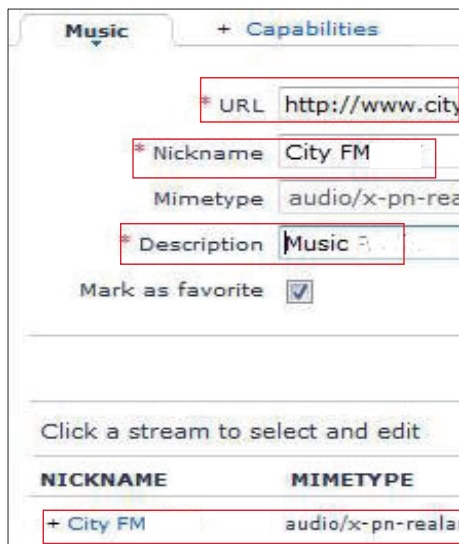 Music + Capabilities
* URL http://www.city
* Nickname City FM
Mimetype audio/x-pn-rea
* Description Music
Mark as favorite
Click a stream to select and edit
NICKNAME MIMETYPE
+ City FM audio/x-pn-reala